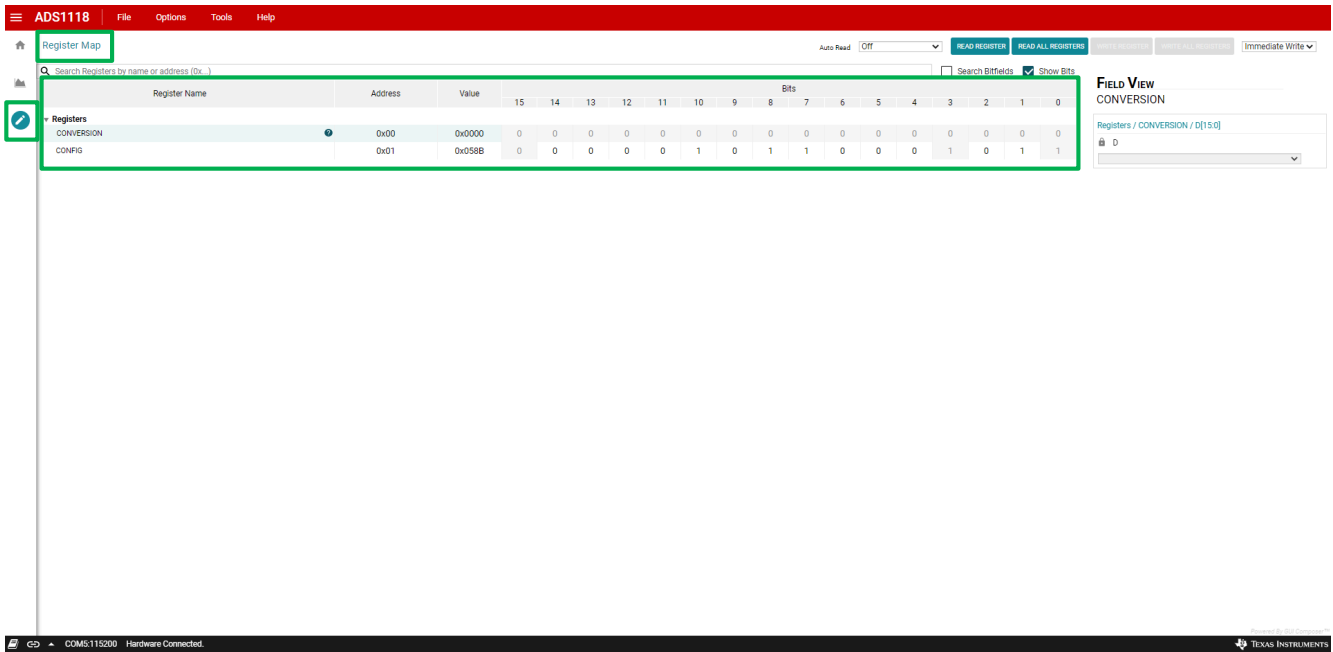 ADS1118 File Options Tools Help
Register Map Auto Read Off READ REGISTER READ ALL REGISTERS WRITE REGISTER WRITE ALL REGISTERS Immediate Write
Search Registers by name or address (0x...) Search Bitfields Show Bits
FIELD VIEW
CONVERSION
Register Name Address Value Bits
15 14 13 12 11 10 9 8 7 6 5 4 3 2 1 0
Registers
CONVERSION 0x00 0x0000 0 0 0 0 0 0 0 0 0 0 0 0 0 0 0 0
CONFIG 0x01 0x058B 0 0 0 0 0 1 0 1 1 0 0 0 1 0 1 1
Registers / CONVERSION / D[15:0]
D
Powered By GUI Composer™
COM5:115200 Hardware Connected. TEXAS INSTRUMENTS